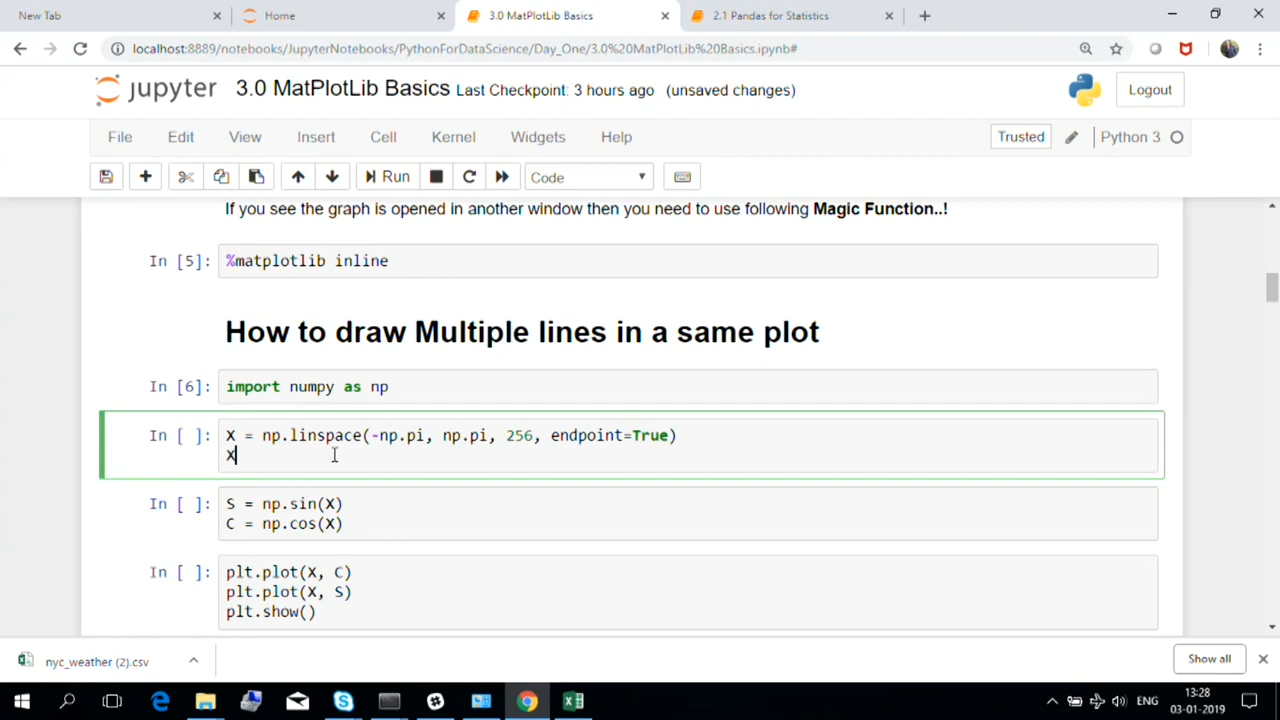 New Tab × Home × 3.0 MatPlotLib Basics × 2.1 Pandas for Statistics × +
localhost:8889/notebooks/JupyterNotebooks/PythonForDataScience/Day_One/3.0%20MatPlotLib%20Basics.ipynb#
jupyter 3.0 MatPlotLib Basics Last Checkpoint: 3 hours ago (unsaved changes) Logout
File Edit View Insert Cell Kernel Widgets Help Trusted Python 3
Run Code
If you see the graph is opened in another window then you need to use following Magic Function..!
In [5]: %matplotlib inline
How to draw Multiple lines in a same plot
In [6]: import numpy as np
In [ ]: X = np.linspace(-np.pi, np.pi, 256, endpoint=True)
X
In [ ]: S = np.sin(X)
C = np.cos(X)
In [ ]: plt.plot(X, C)
plt.plot(X, S)
plt.show()
nyc_weather (2).csv Show all
ENG 13:28
03-01-2019